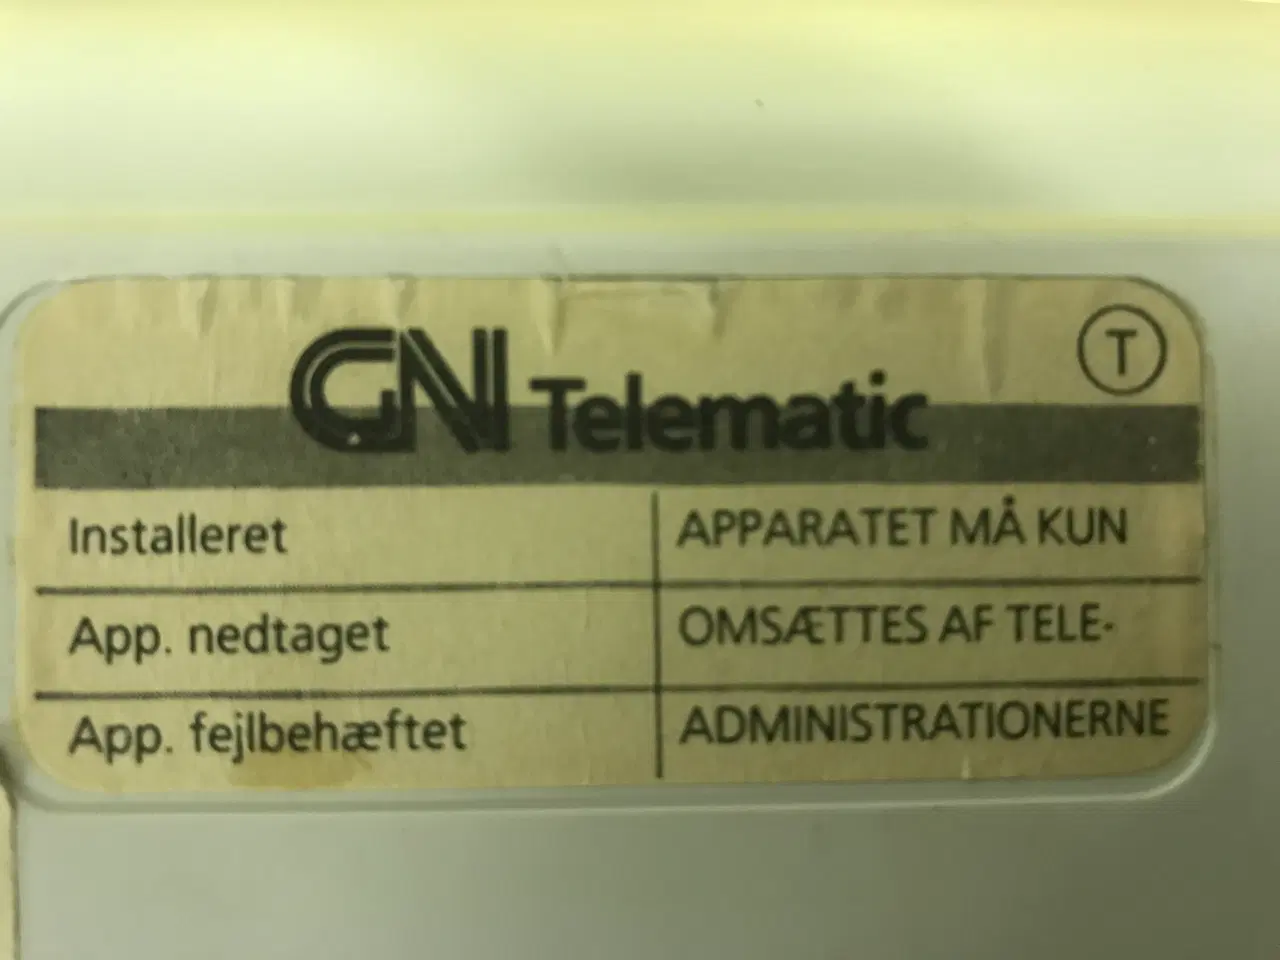 GN Telematic
T
Installeret
App. nedtaget
App. fejlbehæftet
APPARATET MÅ KUN
OMSÆTTES AF TELE-
ADMINISTRATIONERNE